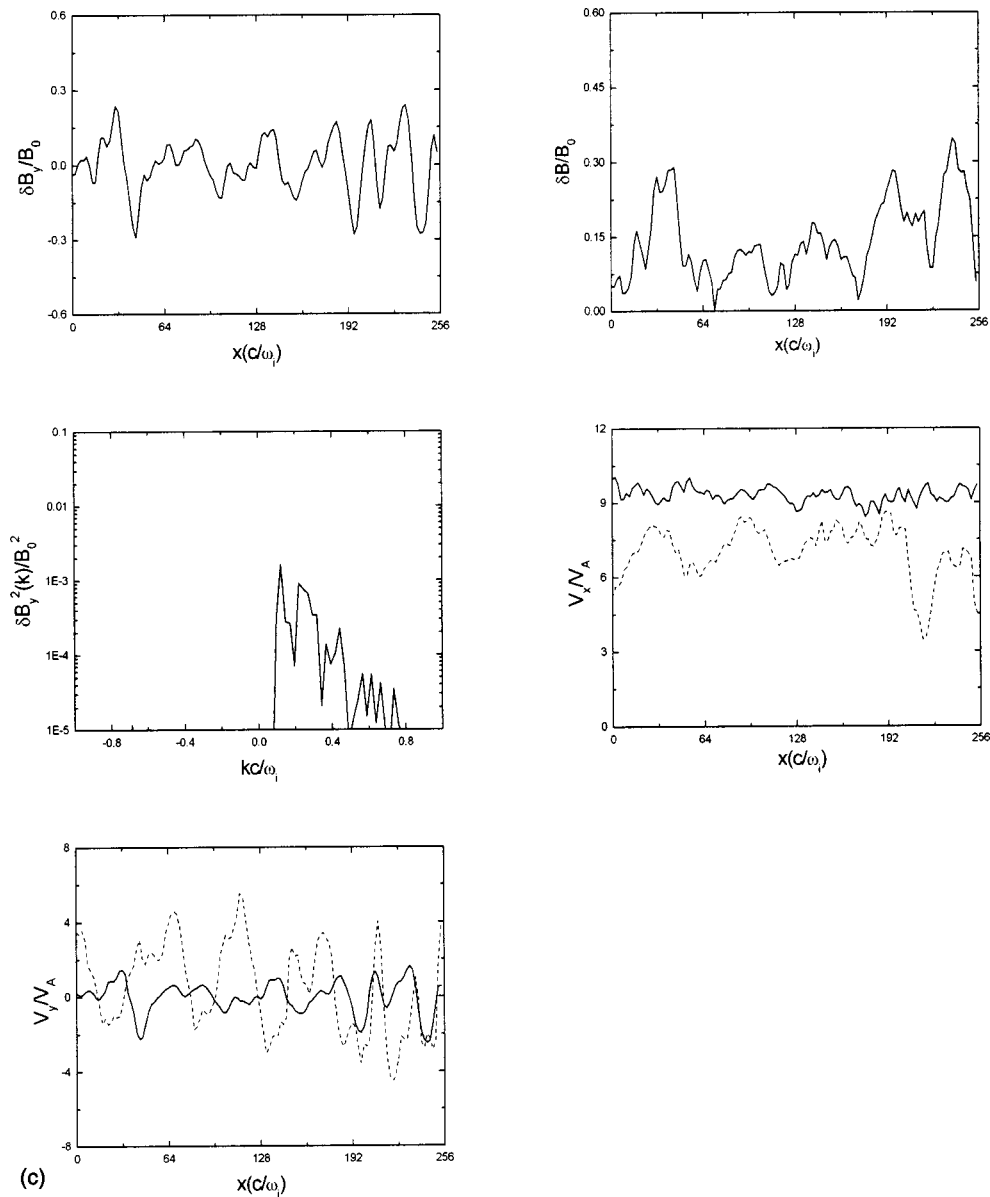 0.6
0.3
0.0
-0.3
-0.6
δB_y/B_0
0 64 128 192 256
x(c/ω_i)
0.60
0.45
0.30
0.15
0.00
δB/B_0
0 64 128 192 256
x(c/ω_i)
0.1
0.01
1E-3
1E-4
1E-5
δB_y^2(k)/B_0^2
-0.8 -0.4 0.0 0.4 0.8
kc/ω_i
12
9
6
3
0
V_x/V_A
0 64 128 192 256
x(c/ω_i)
8
4
0
-4
-8
V_y/V_A
0 64 128 192 256
x(c/ω_i)
(c)